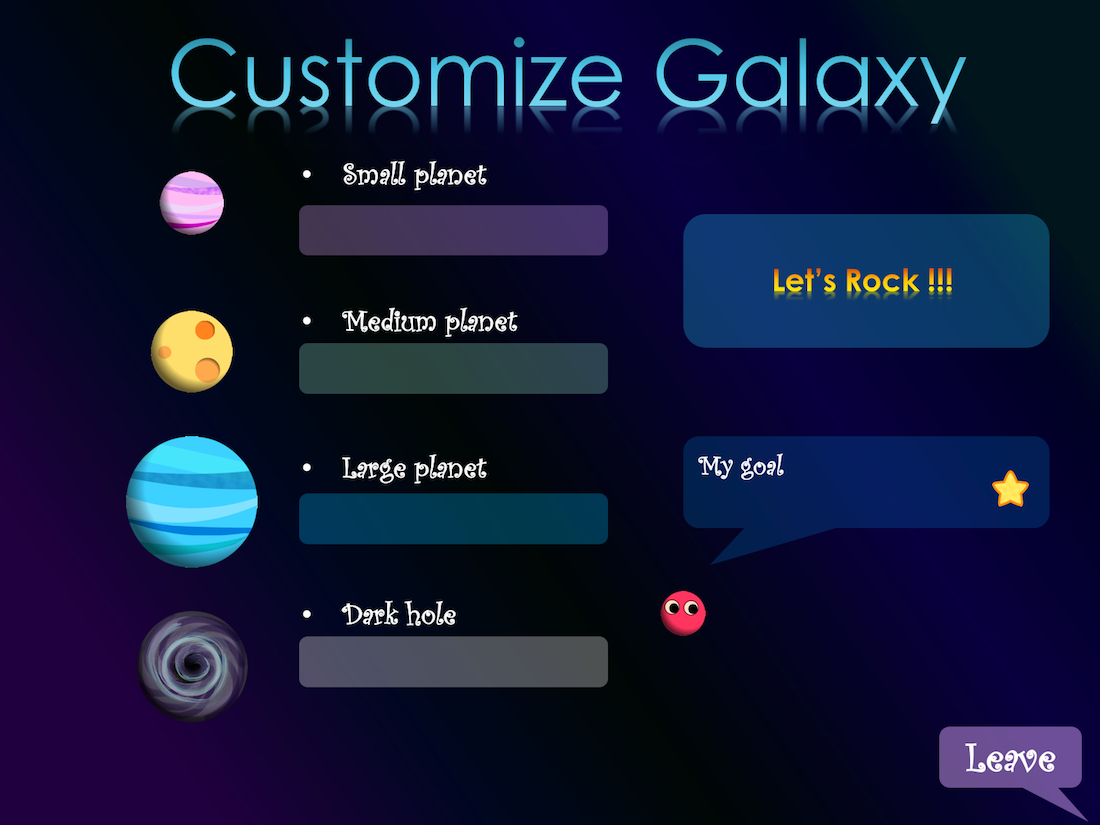 Customize Galaxy
• Small planet
• Medium planet
• Large planet
• Dark hole
Let's Rock !!!
My goal
Leave